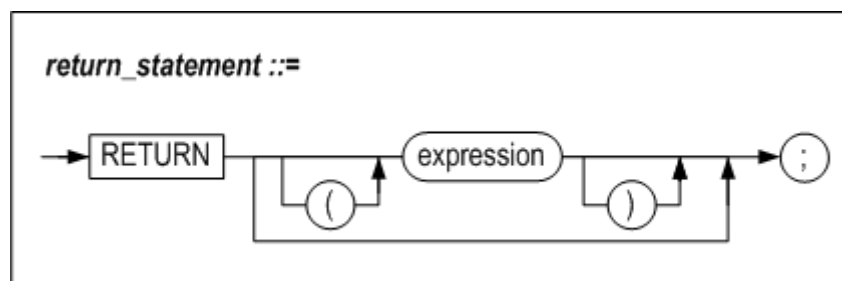 return_statement ::=
RETURN ( expression ) ;